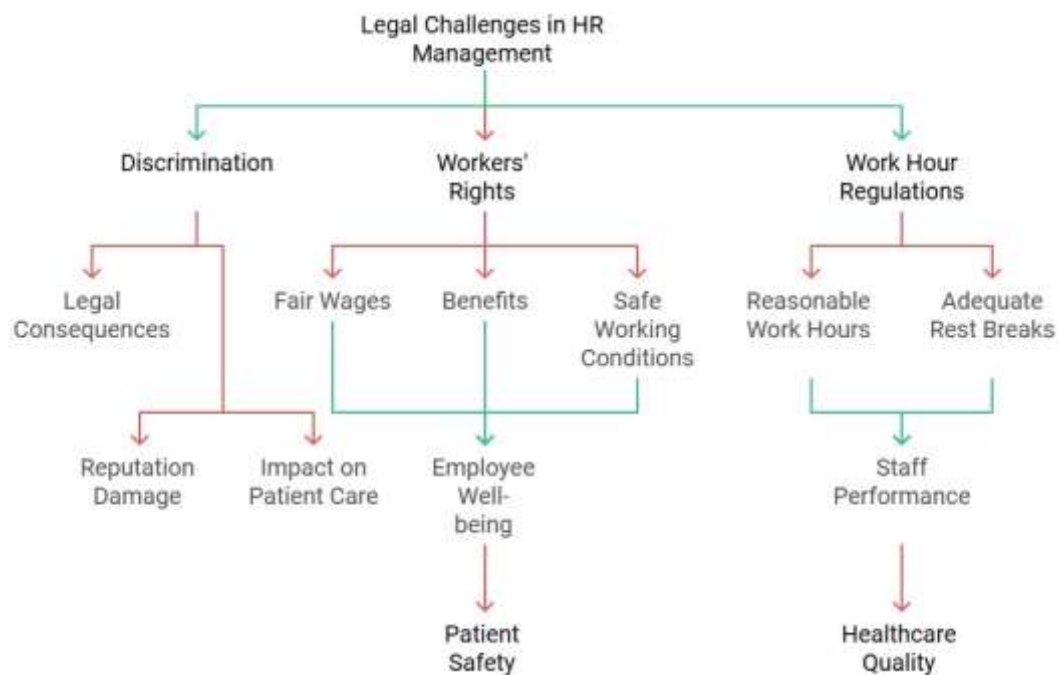 Legal Challenges in HR
Management
Discrimination
Workers'
Rights
Work Hour
Regulations
Legal
Consequences
Fair Wages
Benefits
Safe
Working
Conditions
Reasonable
Work Hours
Adequate
Rest Breaks
Reputation
Damage
Impact on
Patient Care
Employee
Well-
being
Staff
Performance
Patient
Safety
Healthcare
Quality